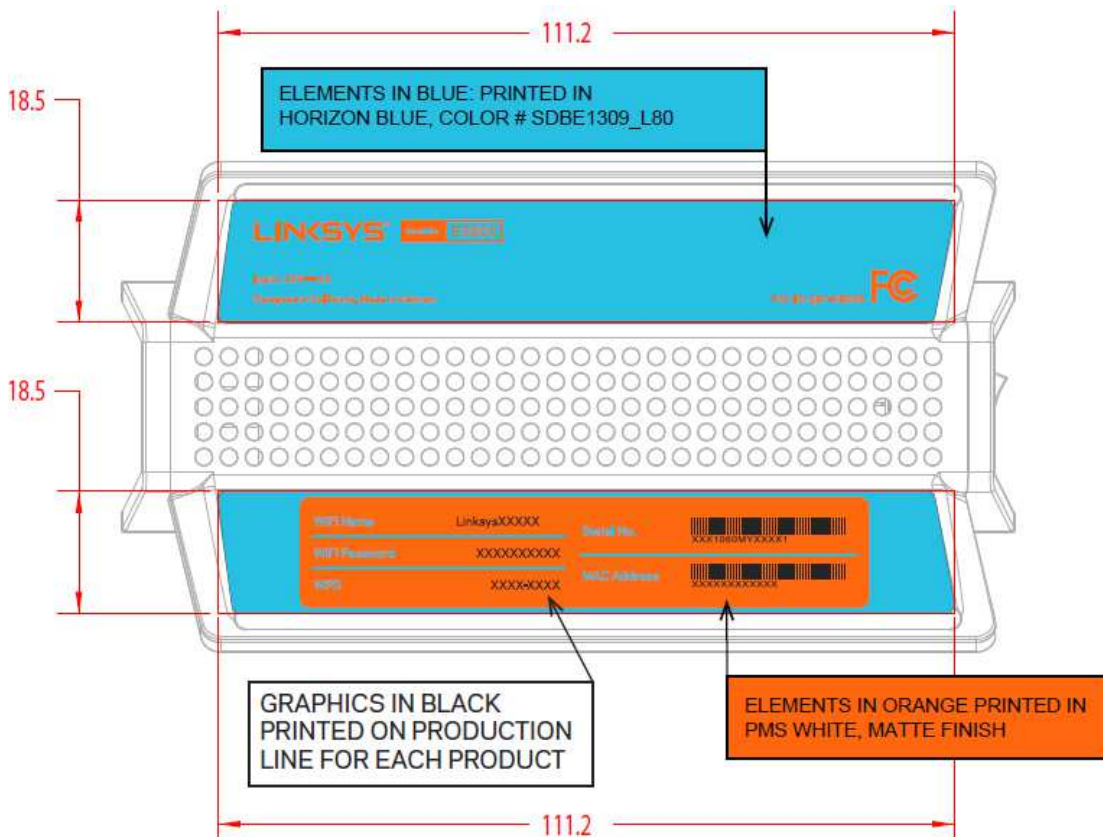 111.2
18.5
ELEMENTS IN BLUE: PRINTED IN
HORIZON BLUE, COLOR # SDBE1309_L80
LINKSYS
FC
18.5
WiFi Name LinksysXXXXX
WiFi Password XXXXXXXXXX
WPS XXXX-XXXX
Serial No.
XXX1060MYXXXX1
MAC Address
XXXXXXXXXXXX
GRAPHICS IN BLACK
PRINTED ON PRODUCTION
LINE FOR EACH PRODUCT
ELEMENTS IN ORANGE PRINTED IN
PMS WHITE, MATTE FINISH
111.2